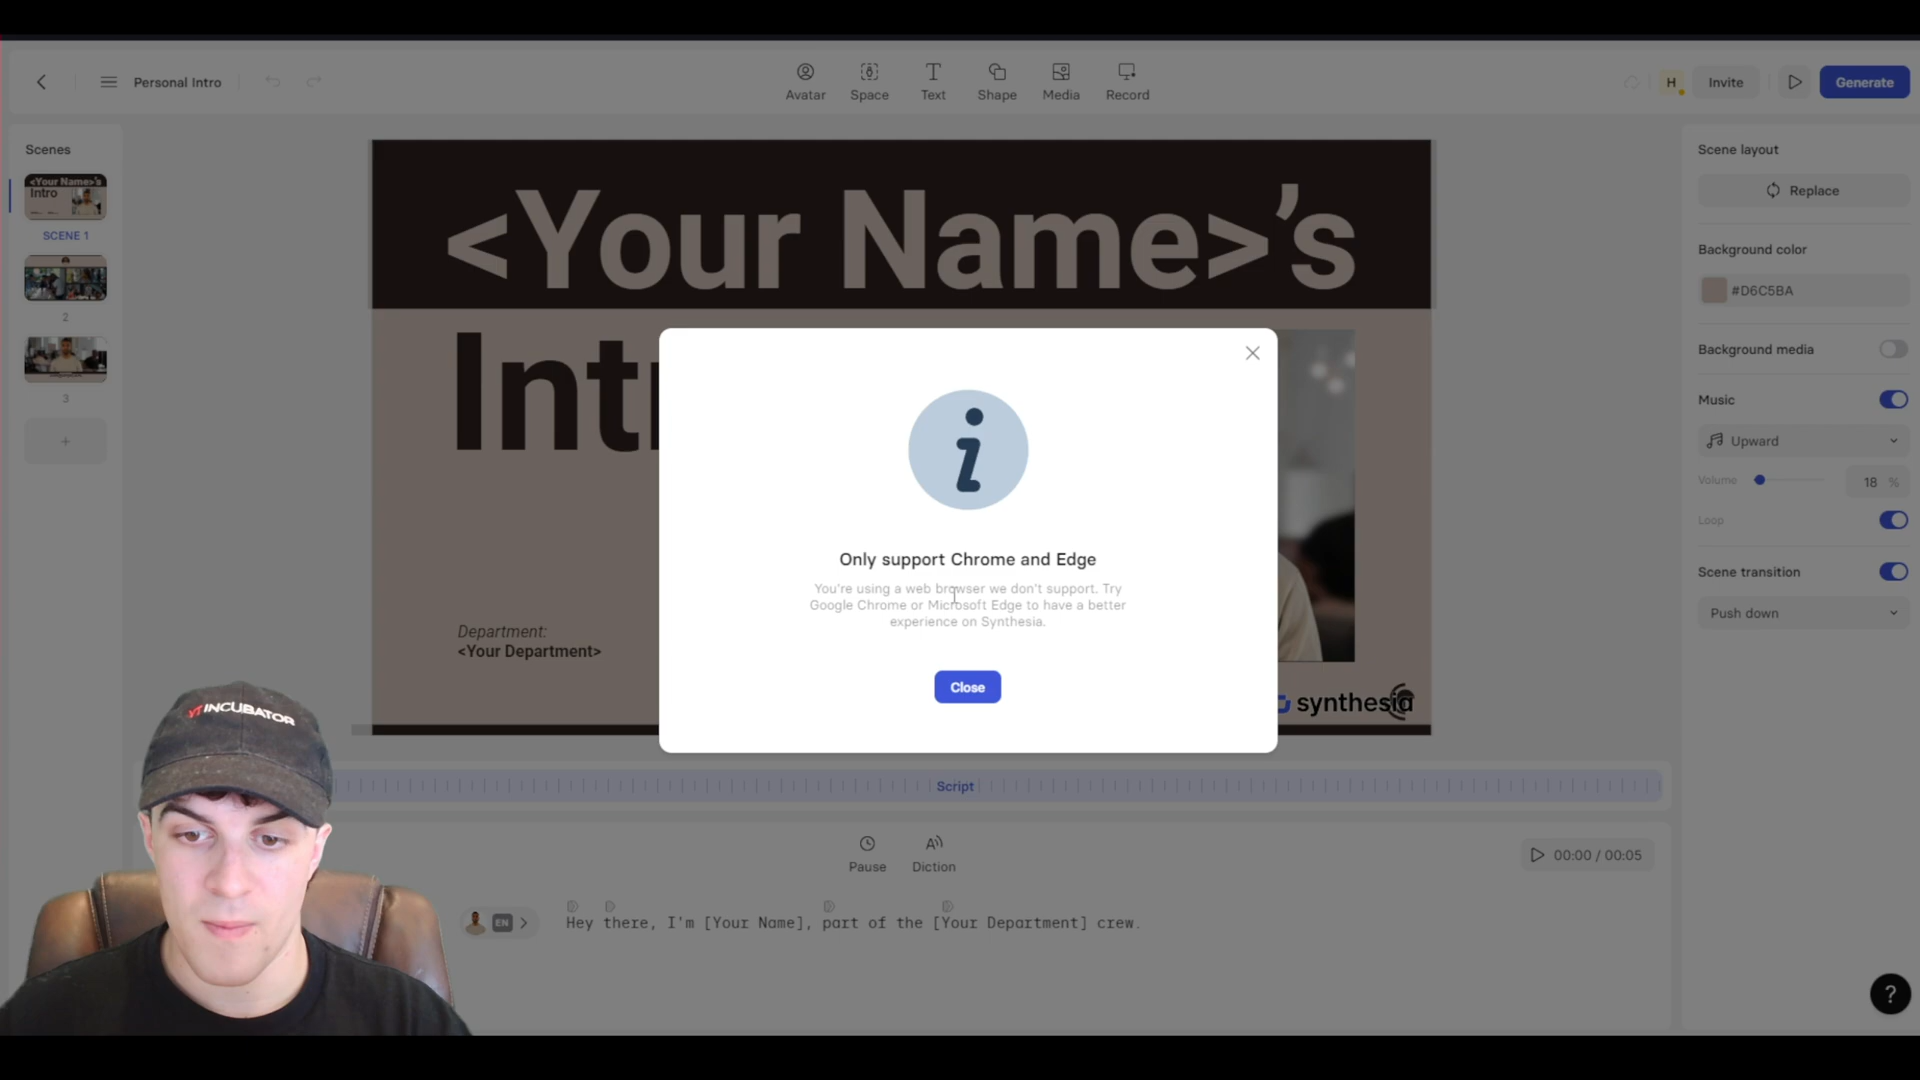 Personal Intro
Avatar
Space
Text
Shape
Media
Record
H
Invite
Generate
Scenes
<Your Name>'s
Intro
SCENE 1
2
3
+
<Your Name>'s
Intr
Department:
<Your Department>
synthesia
Only support Chrome and Edge
You're using a web browser we don't support. Try
Google Chrome or Microsoft Edge to have a better
experience on Synthesia.
Close
Scene layout
Replace
Background color
#D6C5BA
Background media
Music
Upward
Volume
18 %
Loop
Scene transition
Push down
Script
Pause
Diction
00:00 / 00:05
EN
Hey there, I'm [Your Name], part of the [Your Department] crew.
YTINCUBATOR
?